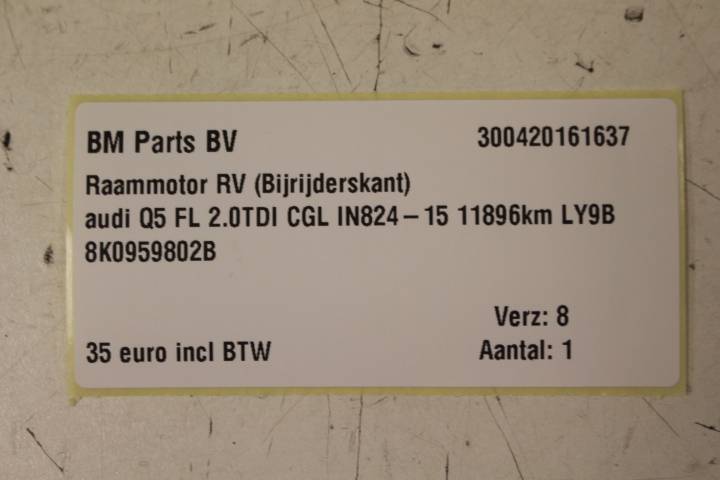 BM Parts BV 300420161637
Raammotor RV (Bijrijderskant)
audi Q5 FL 2.0TDI CGL IN824-15 11896km LY9B
8K0959802B
Verz: 8
35 euro incl BTW Aantal: 1